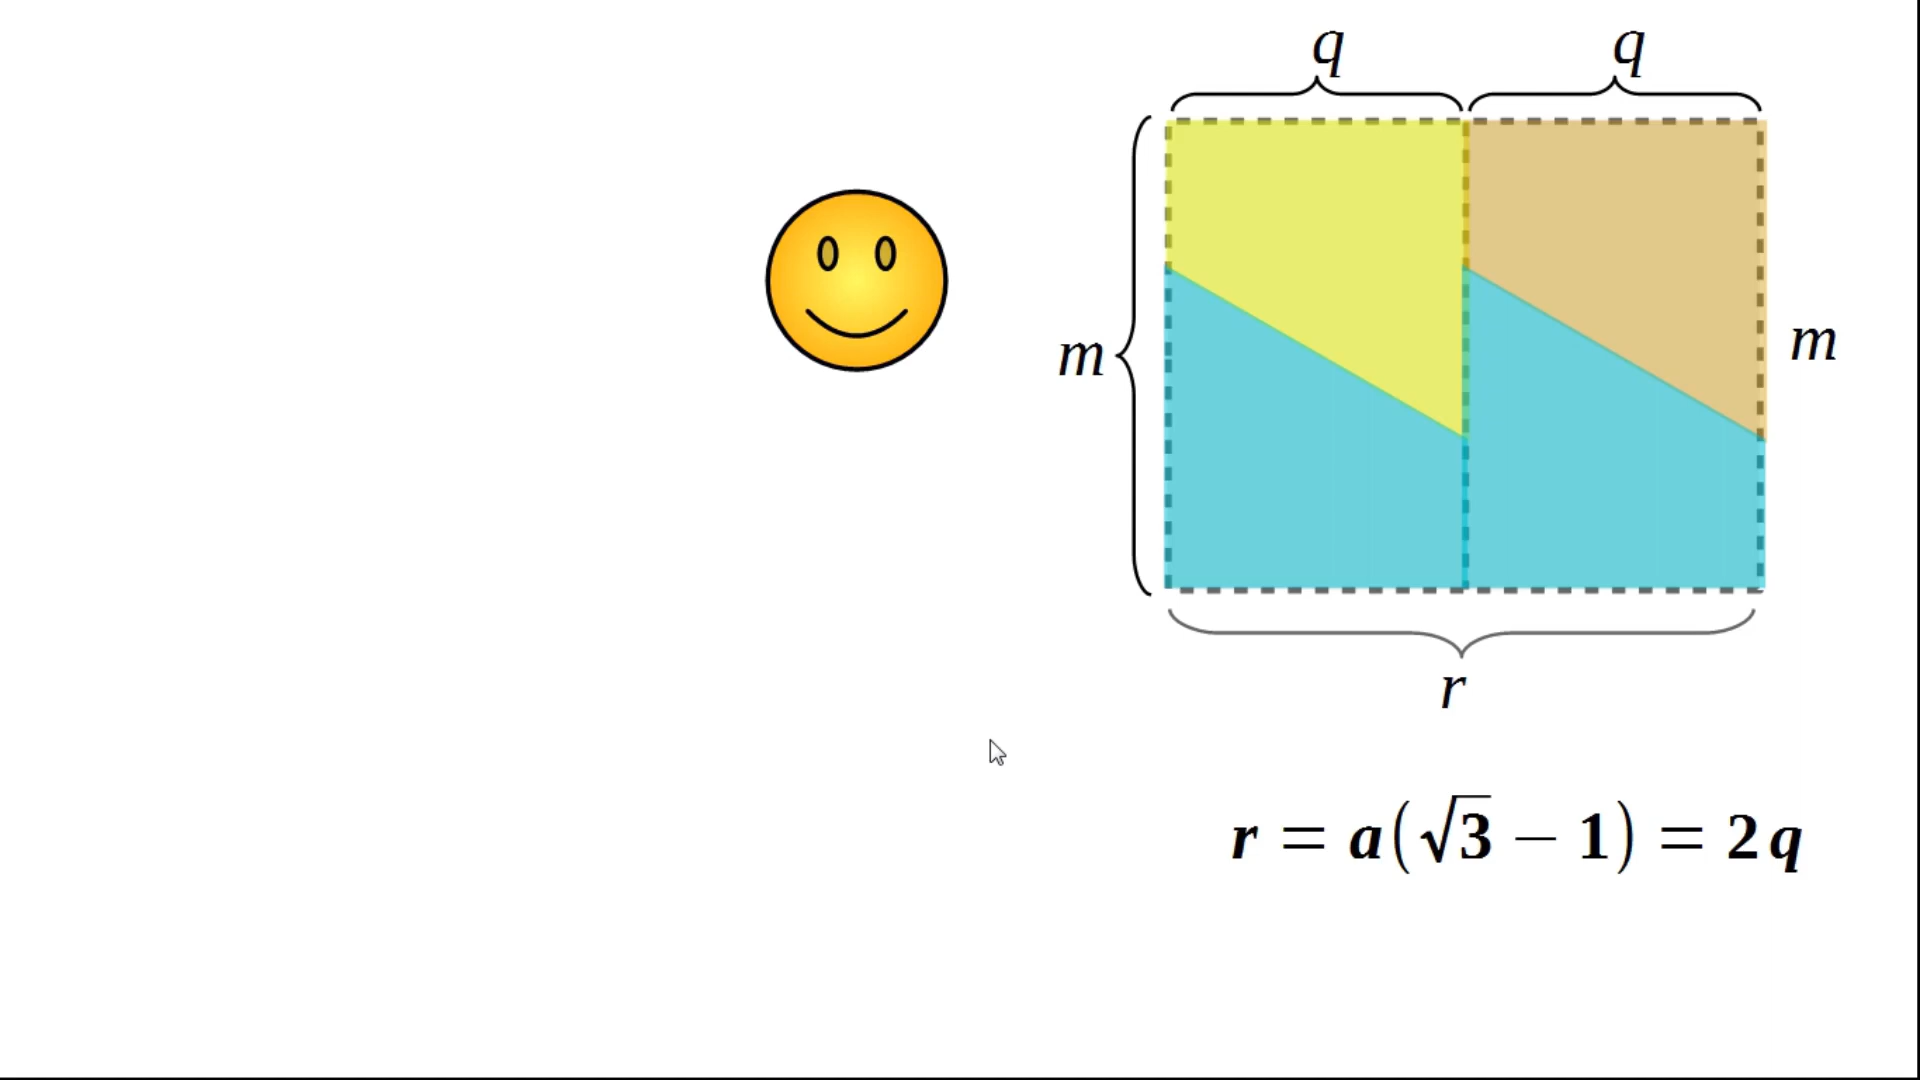 q q
m m
r
r = a(√3 − 1) = 2q